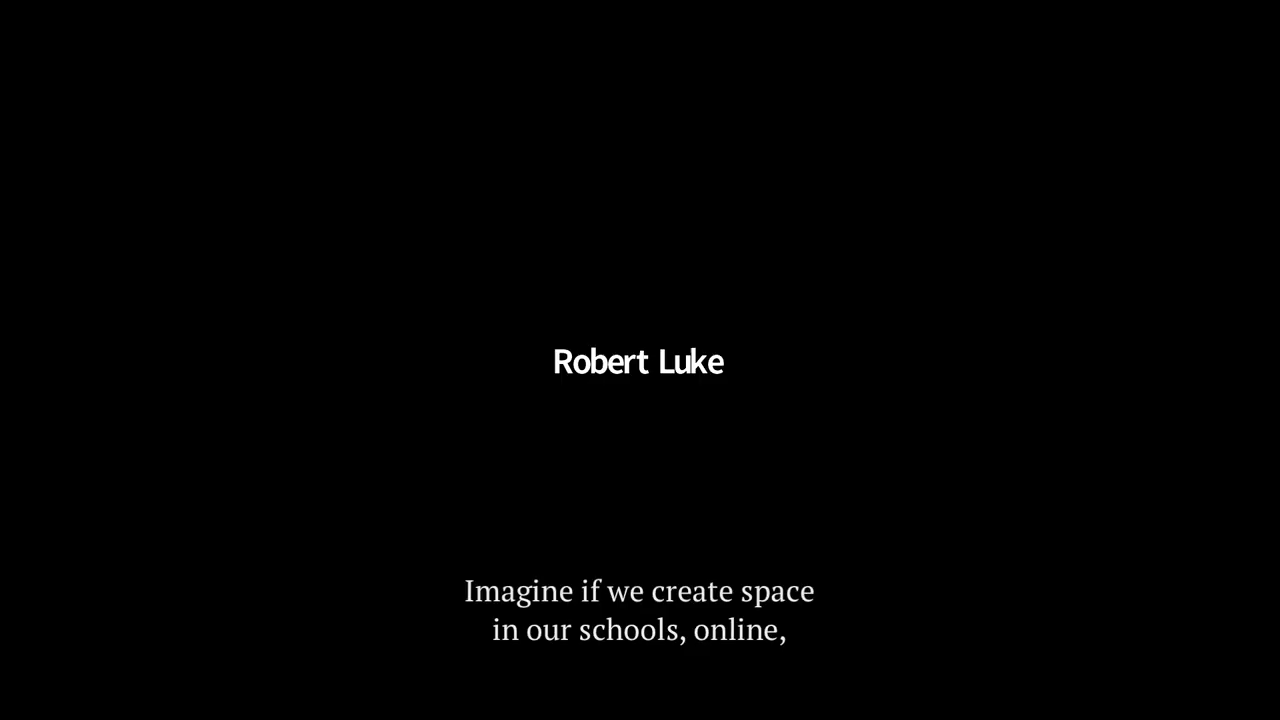 Robert Luke
Imagine if we create space
in our schools, online,